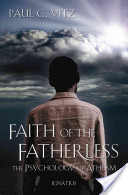 PAUL C. VITZ
FAITH OF THE
FATHERLESS
THE PSYCHOLOGY OF ATHEISM
IGNATIUS